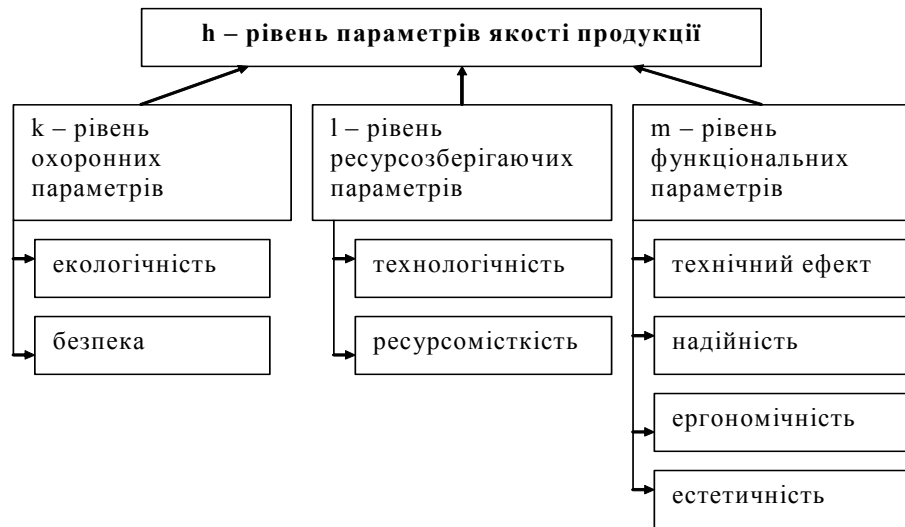 h – рівень параметрів якості продукції
k – рівень
охоронних
параметрів
екологічність
безпека
l – рівень
ресурсозберігаючих
параметрів
технологічність
ресурсомісткість
m – рівень
функціональних
параметрів
технічний ефект
надійність
ергономічність
естетичність